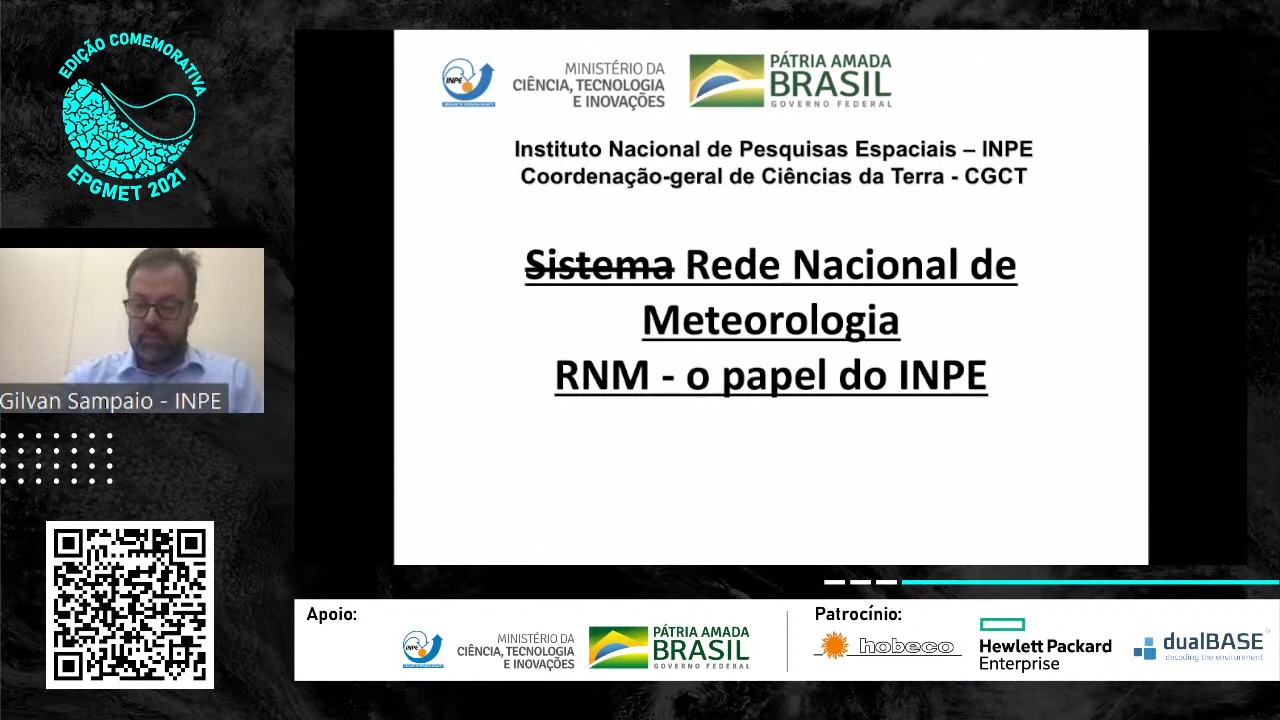 EDIÇÃO COMEMORATIVA
EPGMET 2021
INPE
MINISTÉRIO DA
CIÊNCIA, TECNOLOGIA
E INOVAÇÕES
PÁTRIA AMADA
BRASIL
GOVERNO FEDERAL
Instituto Nacional de Pesquisas Espaciais – INPE
Coordenação-geral de Ciências da Terra - CGCT
Sistema Rede Nacional de
Meteorologia
RNM - o papel do INPE
Gilvan Sampaio - INPE
Apoio:
INPE
MINISTÉRIO DA
CIÊNCIA, TECNOLOGIA
E INOVAÇÕES
PÁTRIA AMADA
BRASIL
GOVERNO FEDERAL
Patrocínio:
hobeco
Hewlett Packard
Enterprise
dualBASE
decoding the environment